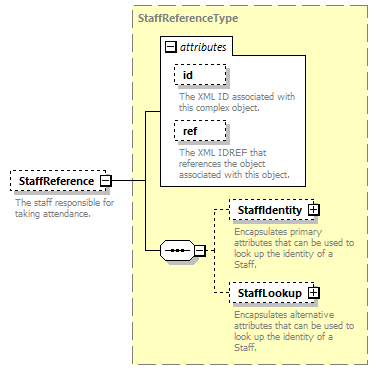 StaffReferenceType
attributes
id
The XML ID associated with
this complex object.
ref
The XML IDREF that
references the object
associated with this object.
StaffReference
The staff responsible for
taking attendance.
StaffIdentity
Encapsulates primary
attributes that can be used to
look up the identity of a
Staff.
StaffLookup
Encapsulates alternative
attributes that can be used to
look up the identity of a
Staff.